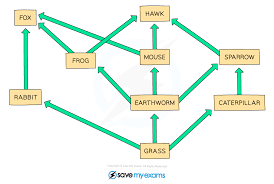 FOX
HAWK
FROG
MOUSE
SPARROW
RABBIT
EARTHWORM
CATERPILLAR
GRASS
save my exams